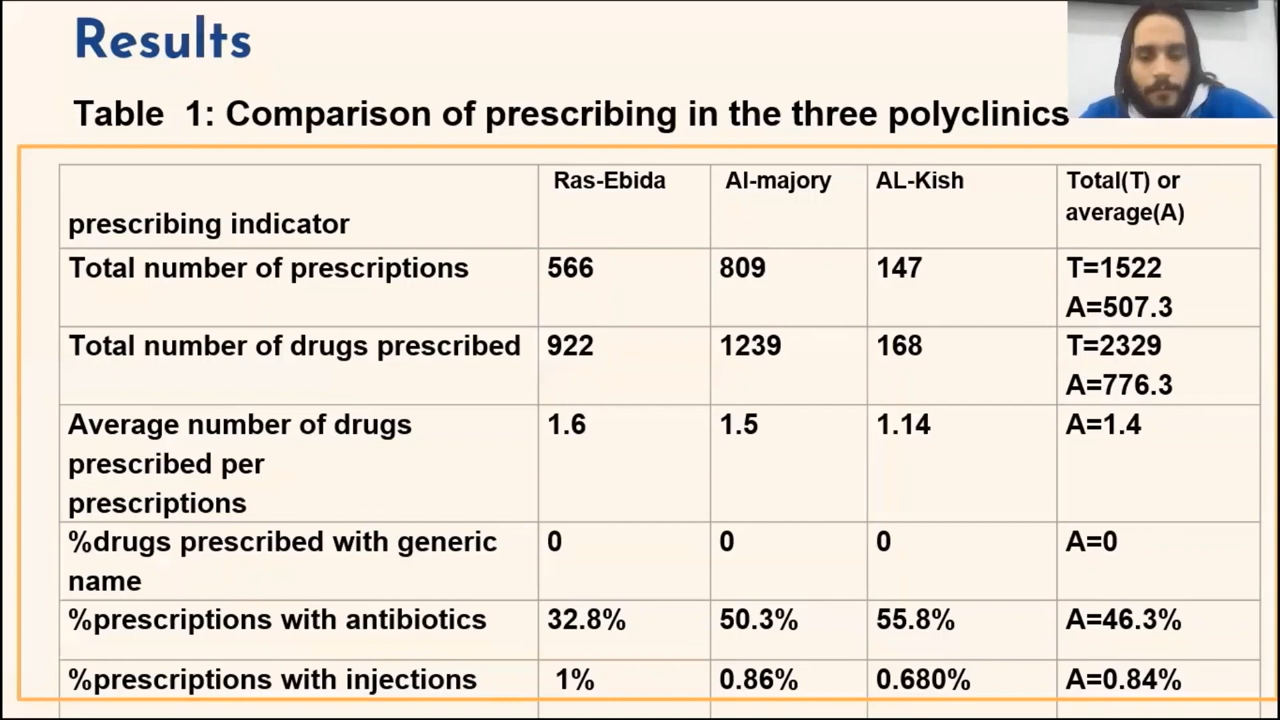 Results
Table 1: Comparison of prescribing in the three polyclinics
prescribing indicator
Ras-Ebida
Al-majory
AL-Kish
Total(T) or
average(A)
Total number of prescriptions
566
809
147
T=1522
A=507.3
Total number of drugs prescribed
922
1239
168
T=2329
A=776.3
Average number of drugs
prescribed per
prescriptions
1.6
1.5
1.14
A=1.4
%drugs prescribed with generic
name
0
0
0
A=0
%prescriptions with antibiotics
32.8%
50.3%
55.8%
A=46.3%
%prescriptions with injections
1%
0.86%
0.680%
A=0.84%